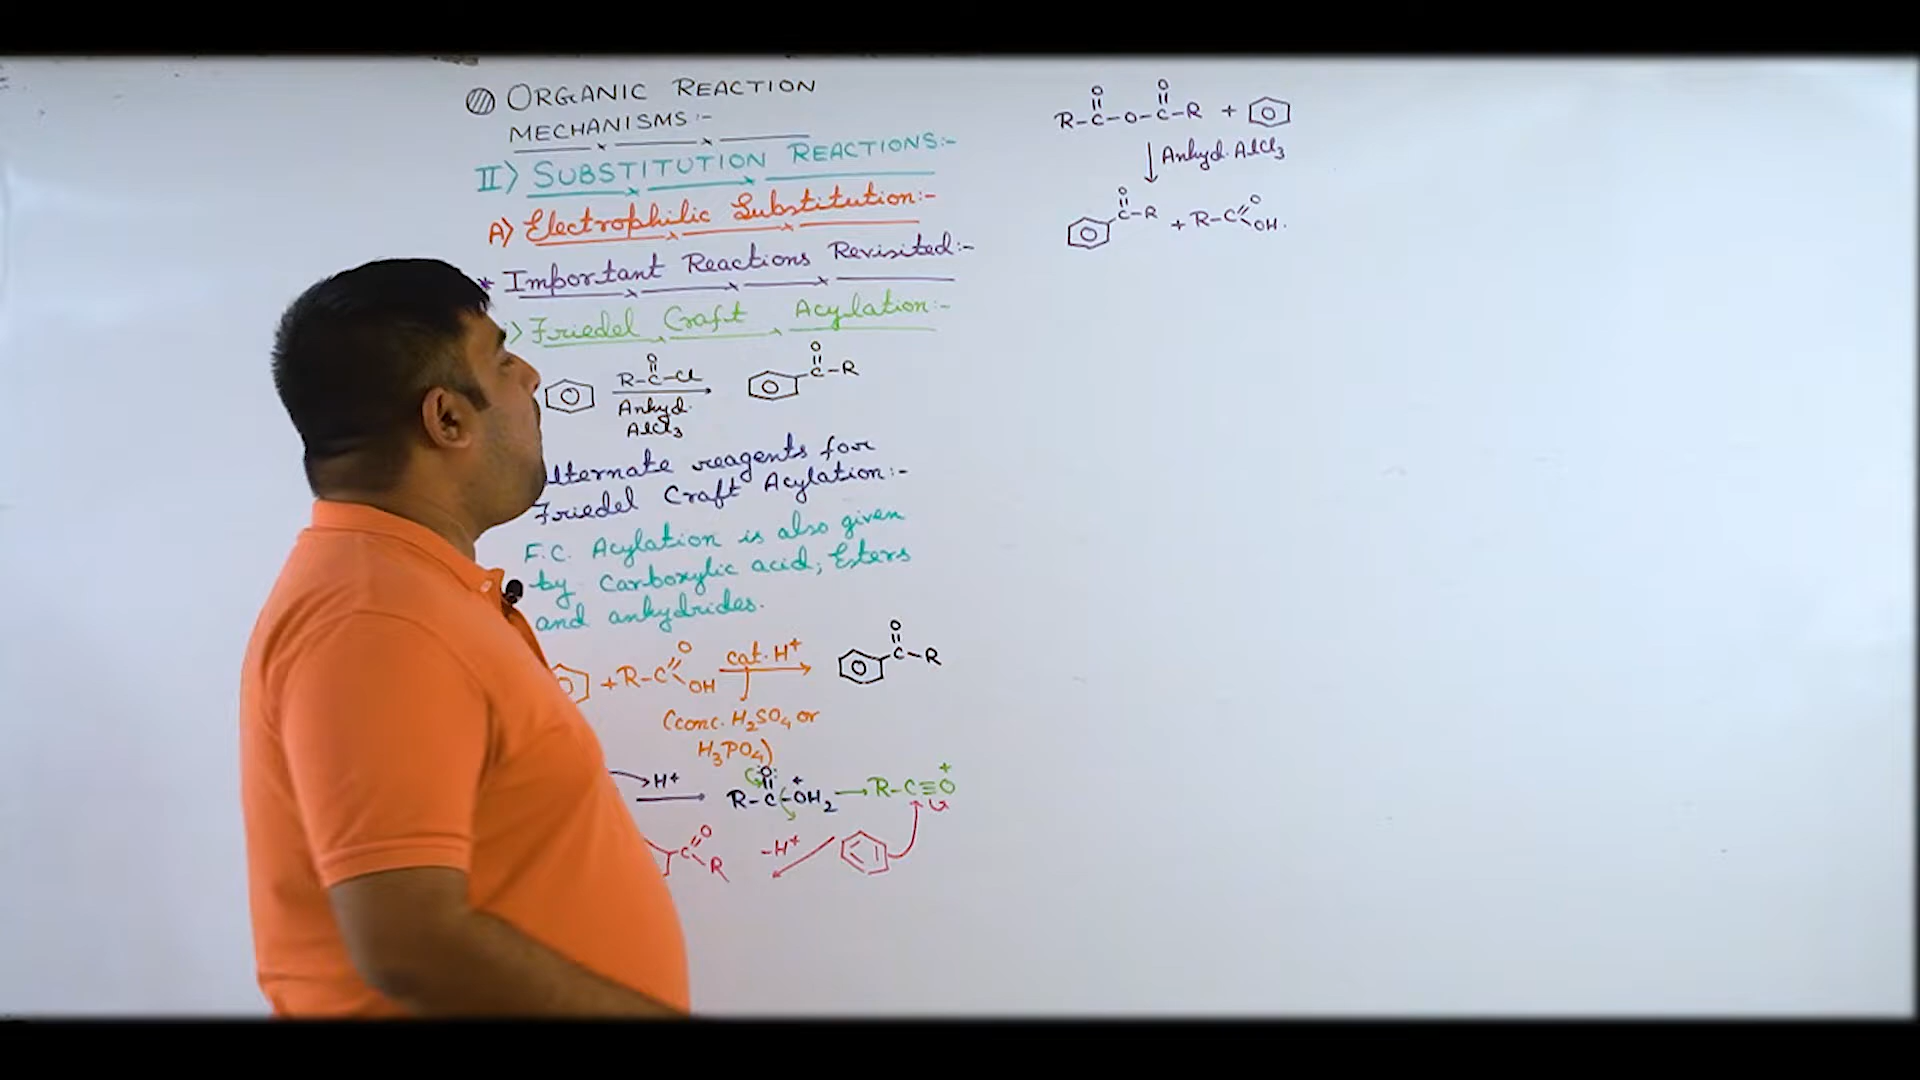 ORGANIC REACTION
MECHANISMS:-
II) SUBSTITUTION REACTIONS:-
A) Electrophilic Substitution:-
* Important Reactions Revisited:-
) Friedel Craft Acylation:-
O
R-C-Cl
Anhyd.
AlCl3
O
C-R
lternate reagents for
Friedel Craft Acylation:-
F.C. Acylation is also given
by Carboxylic acid, Esters
and anhydrides.
+ R-C O OH
cat. H+
O
C-R
(conc. H2SO4 or
H3PO4)
H+
O
R-C-OH2 +
R-C≡O +
C O R
-H+
O O
R-C-O-C-R +
Anhyd. AlCl3
O
C-R + R-C O OH.